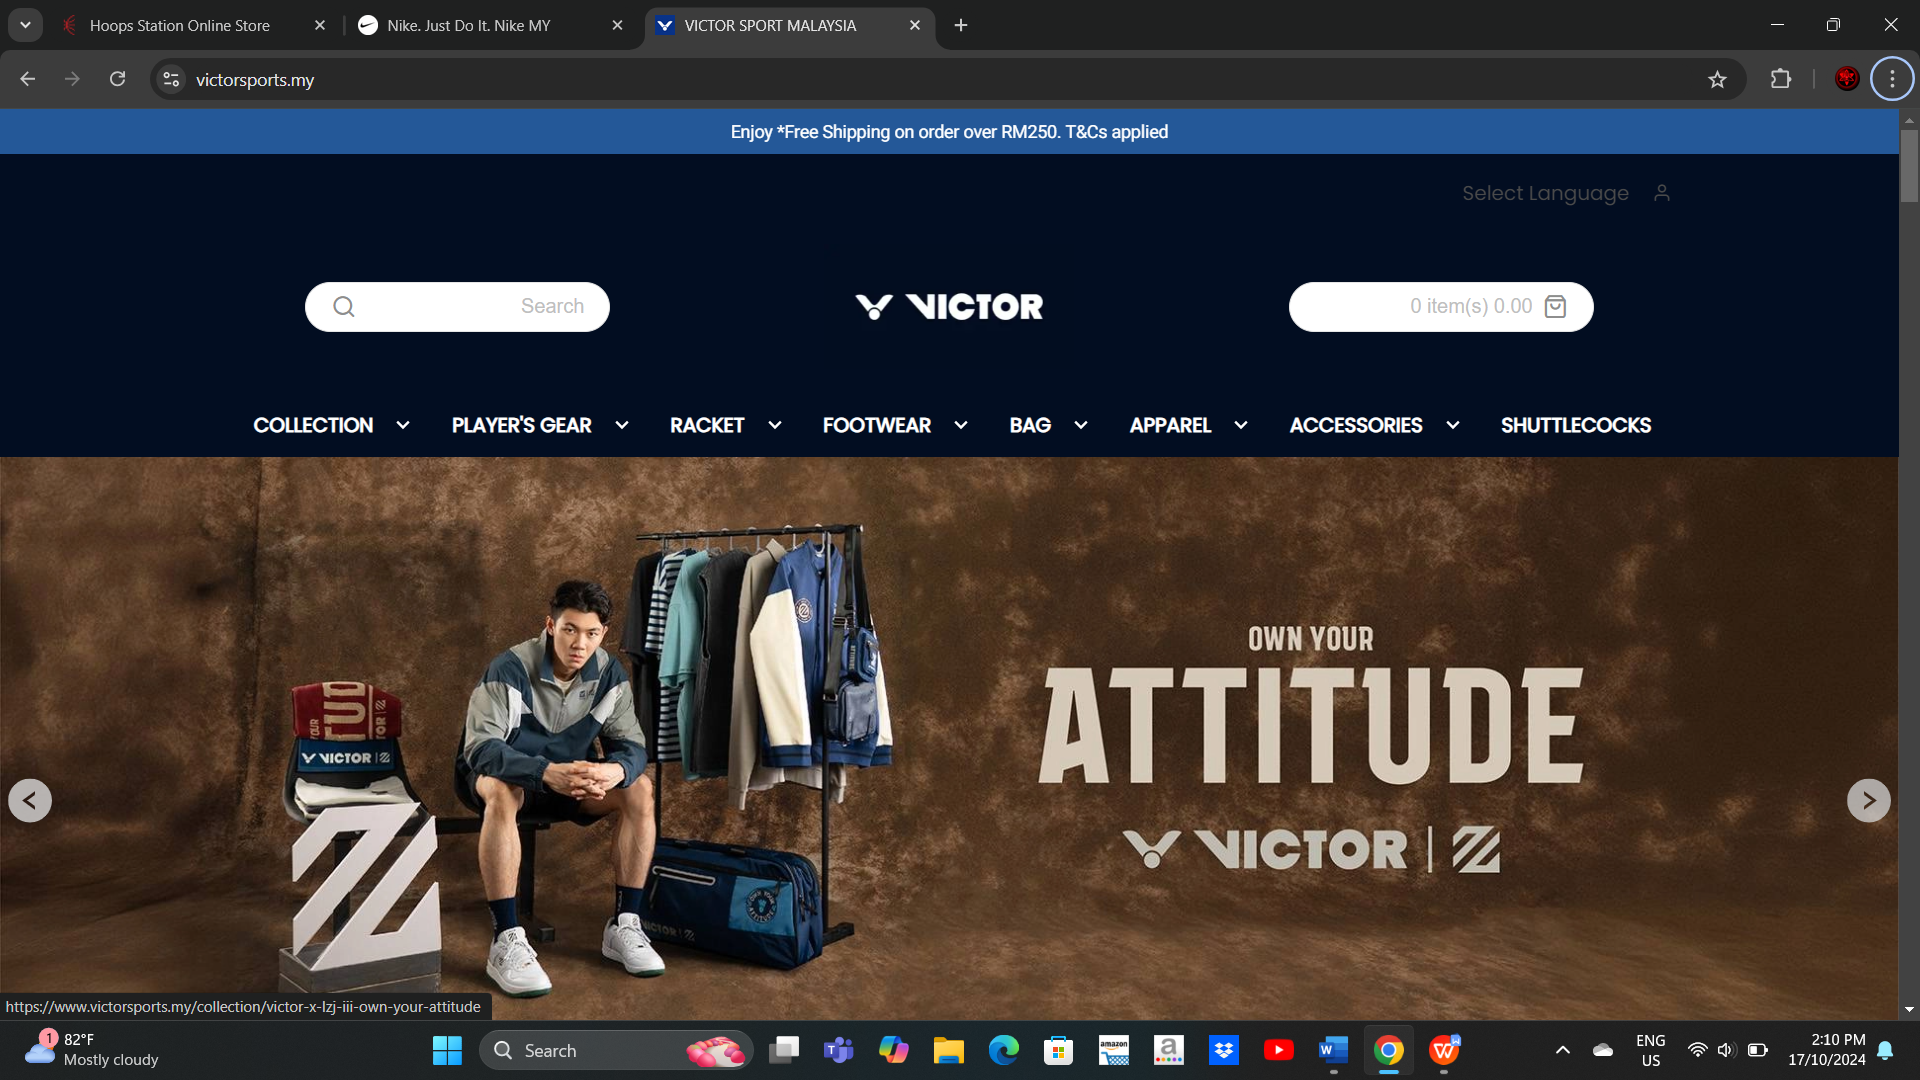 Hoops Station Online Store
Nike. Just Do It. Nike MY
VICTOR SPORT MALAYSIA
victorsports.my
Enjoy *Free Shipping on order over RM250. T&Cs applied
Select Language
Search
VICTOR
0 item(s) 0.00
COLLECTION
PLAYER'S GEAR
RACKET
FOOTWEAR
BAG
APPAREL
ACCESSORIES
SHUTTLECOCKS
OWN YOUR
ATTITUDE
VICTOR
VICTOR
VICTOR
https://www.victorsports.my/collection/victor-x-lzj-iii-own-your-attitude
1
82°F
Mostly cloudy
Search
amazon
ENG
US
2:10 PM
17/10/2024